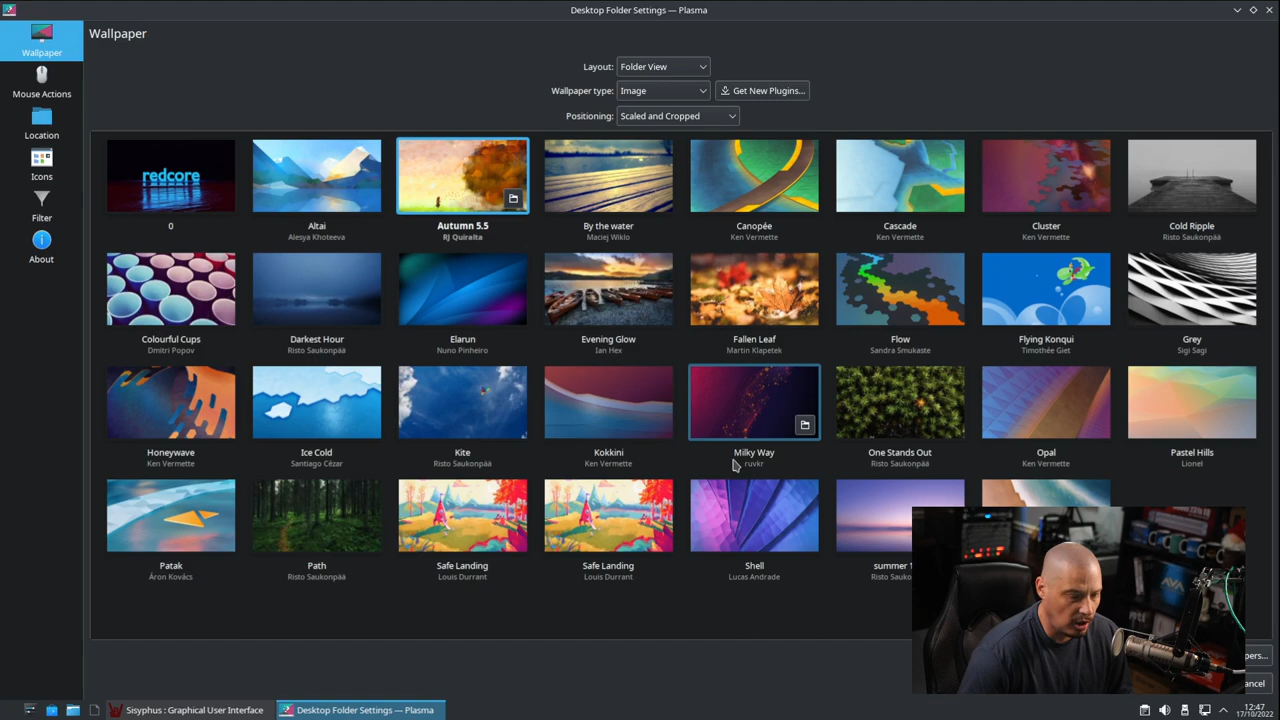 Desktop Folder Settings — Plasma
Wallpaper
Wallpaper
Mouse Actions
Location
Icons
Filter
About
Layout: Folder View
Wallpaper type: Image Get New Plugins...
Positioning: Scaled and Cropped
redcore
0 Altai Autumn 5.5 By the water Canopée Cascade Cluster Cold Ripple
Alesya Khoteeva RJ Quiralta Maciej Wiklo Ken Vermette Ken Vermette Ken Vermette Risto Saukonpää
Colourful Cups Darkest Hour Elarun Evening Glow Fallen Leaf Flow Flying Konqui Grey
Dmitri Popov Risto Saukonpää Nuno Pinheiro Ian Hex Martin Klapetek Sandra Smukaste Timothée Giet Sigi Sagi
Honeywave Ice Cold Kite Kokkini Milky Way One Stands Out Opal Pastel Hills
Ken Vermette Santiago Cézar Risto Saukonpää Ken Vermette ruvkr Risto Saukonpää Ken Vermette Lionel
Patak Path Safe Landing Safe Landing Shell summer
Áron Kovács Risto Saukonpää Louis Durrant Louis Durrant Lucas Andrade Risto
Sisyphus : Graphical User Interface
Desktop Folder Settings — Plasma
12:47
17/10/2022